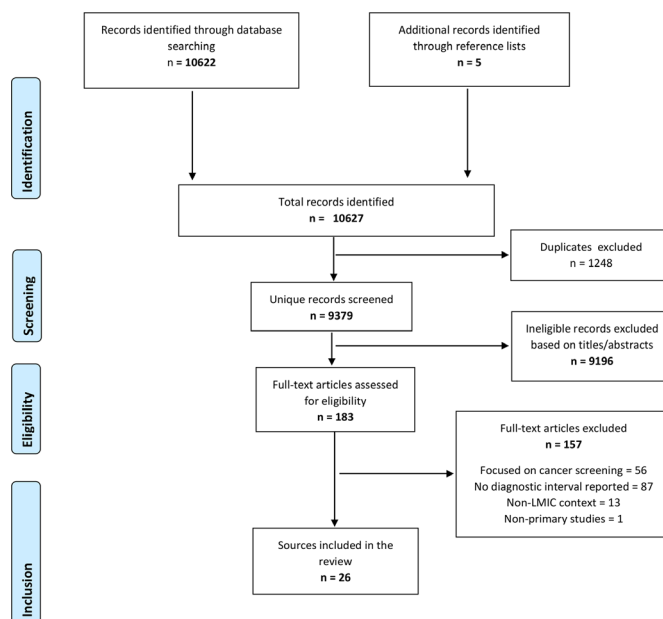 Records identified through database
searching
n = 10622
Additional records identified
through reference lists
n = 5
Identification
Total records identified
n = 10627
Duplicates excluded
n = 1248
Screening
Unique records screened
n = 9379
Ineligible records excluded
based on titles/abstracts
n = 9196
Eligibility
Full-text articles assessed
for eligibility
n = 183
Full-text articles excluded
n = 157
Focused on cancer screening = 56
No diagnostic interval reported = 87
Non-LMIC context = 13
Non-primary studies = 1
Inclusion
Sources included in the
review
n = 26